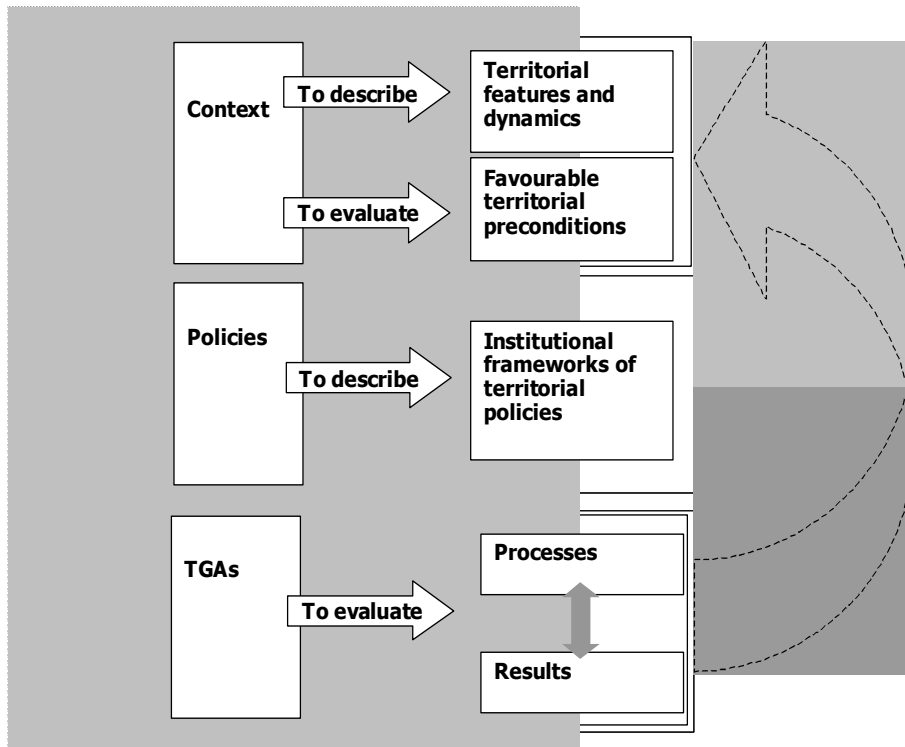 Context
To describe
Territorial
features and
dynamics
To evaluate
Favourable
territorial
preconditions
Policies
To describe
Institutional
frameworks of
territorial
policies
TGAs
To evaluate
Processes
Results